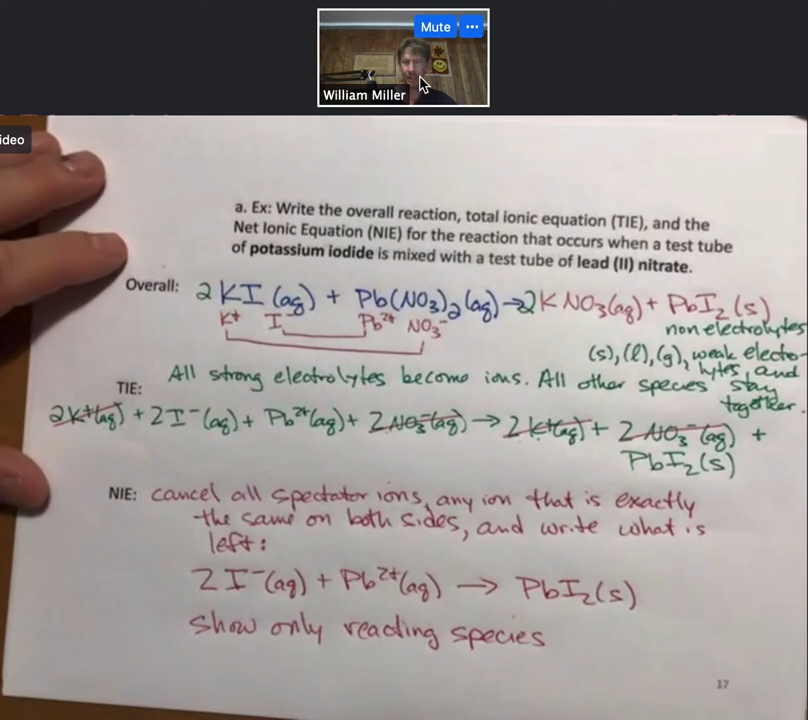 Mute ...
William Miller
ideo
a. Ex: Write the overall reaction, total ionic equation (TIE), and the
Net Ionic Equation (NIE) for the reaction that occurs when a test tube
of potassium iodide is mixed with a test tube of lead (II) nitrate.
Overall: 2KI(aq) + Pb(NO₃)₂(aq) → 2KNO₃(aq) + PbI₂(s)
K⁺ I⁻ Pb²⁺ NO₃⁻
non electrolytes
(s), (l), (g), weak electro-
lytes, and
All strong electrolytes become ions. All other species stay
together.
TIE:
2K⁺(aq) + 2I⁻(aq) + Pb²⁺(aq) + 2NO₃⁻(aq) → 2K⁺(aq) + 2NO₃⁻(aq) +
PbI₂(s)
NIE: cancel all spectator ions, any ion that is exactly
the same on both sides, and write what is
left:
2I⁻(aq) + Pb²⁺(aq) → PbI₂(s)
show only reacting species
17